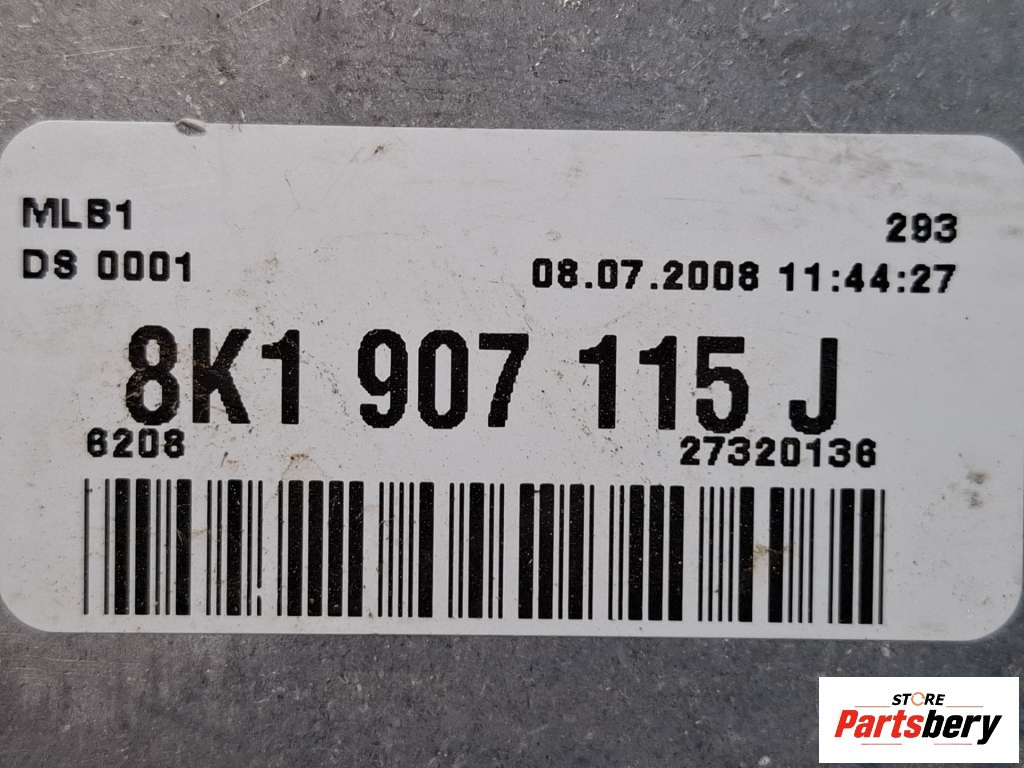 MLB1
293
DS 0001
08.07.2008 11:44:27
8K1 907 115 J
6208
27320136
STORE
Partsbery